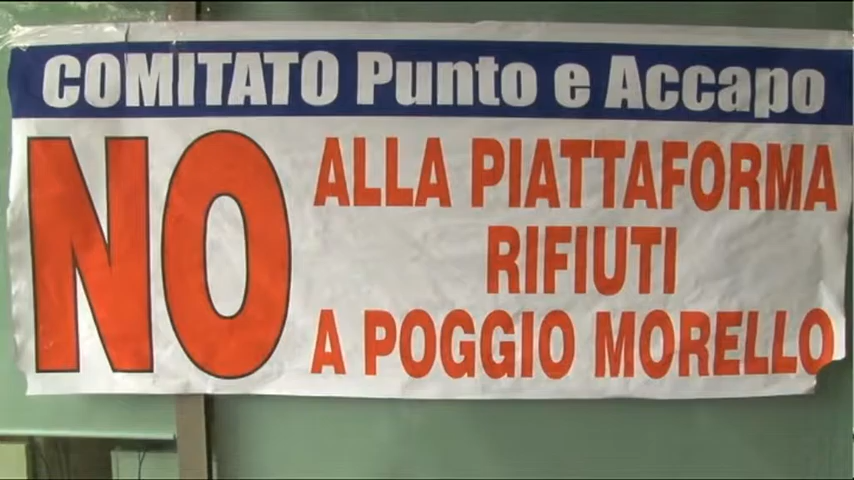 COMITATO Punto e Accapo
NO
ALLA PIATTAFORMA
RIFIUTI
A POGGIO MORELLO